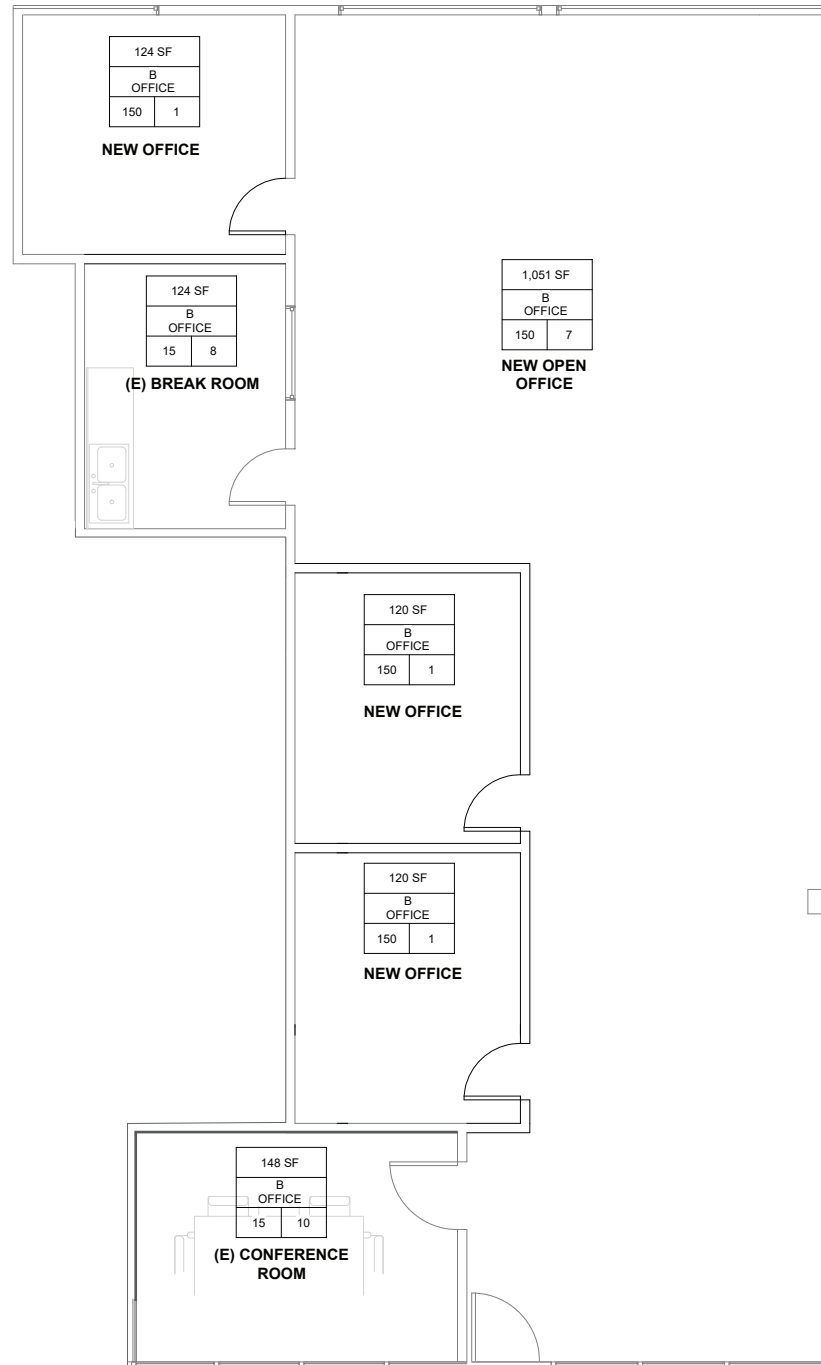 124 SF
B
OFFICE
150 1
NEW OFFICE
124 SF
B
OFFICE
15 8
(E) BREAK ROOM
1,051 SF
B
OFFICE
150 7
NEW OPEN
OFFICE
120 SF
B
OFFICE
150 1
NEW OFFICE
120 SF
B
OFFICE
150 1
NEW OFFICE
148 SF
B
OFFICE
15 10
(E) CONFERENCE
ROOM